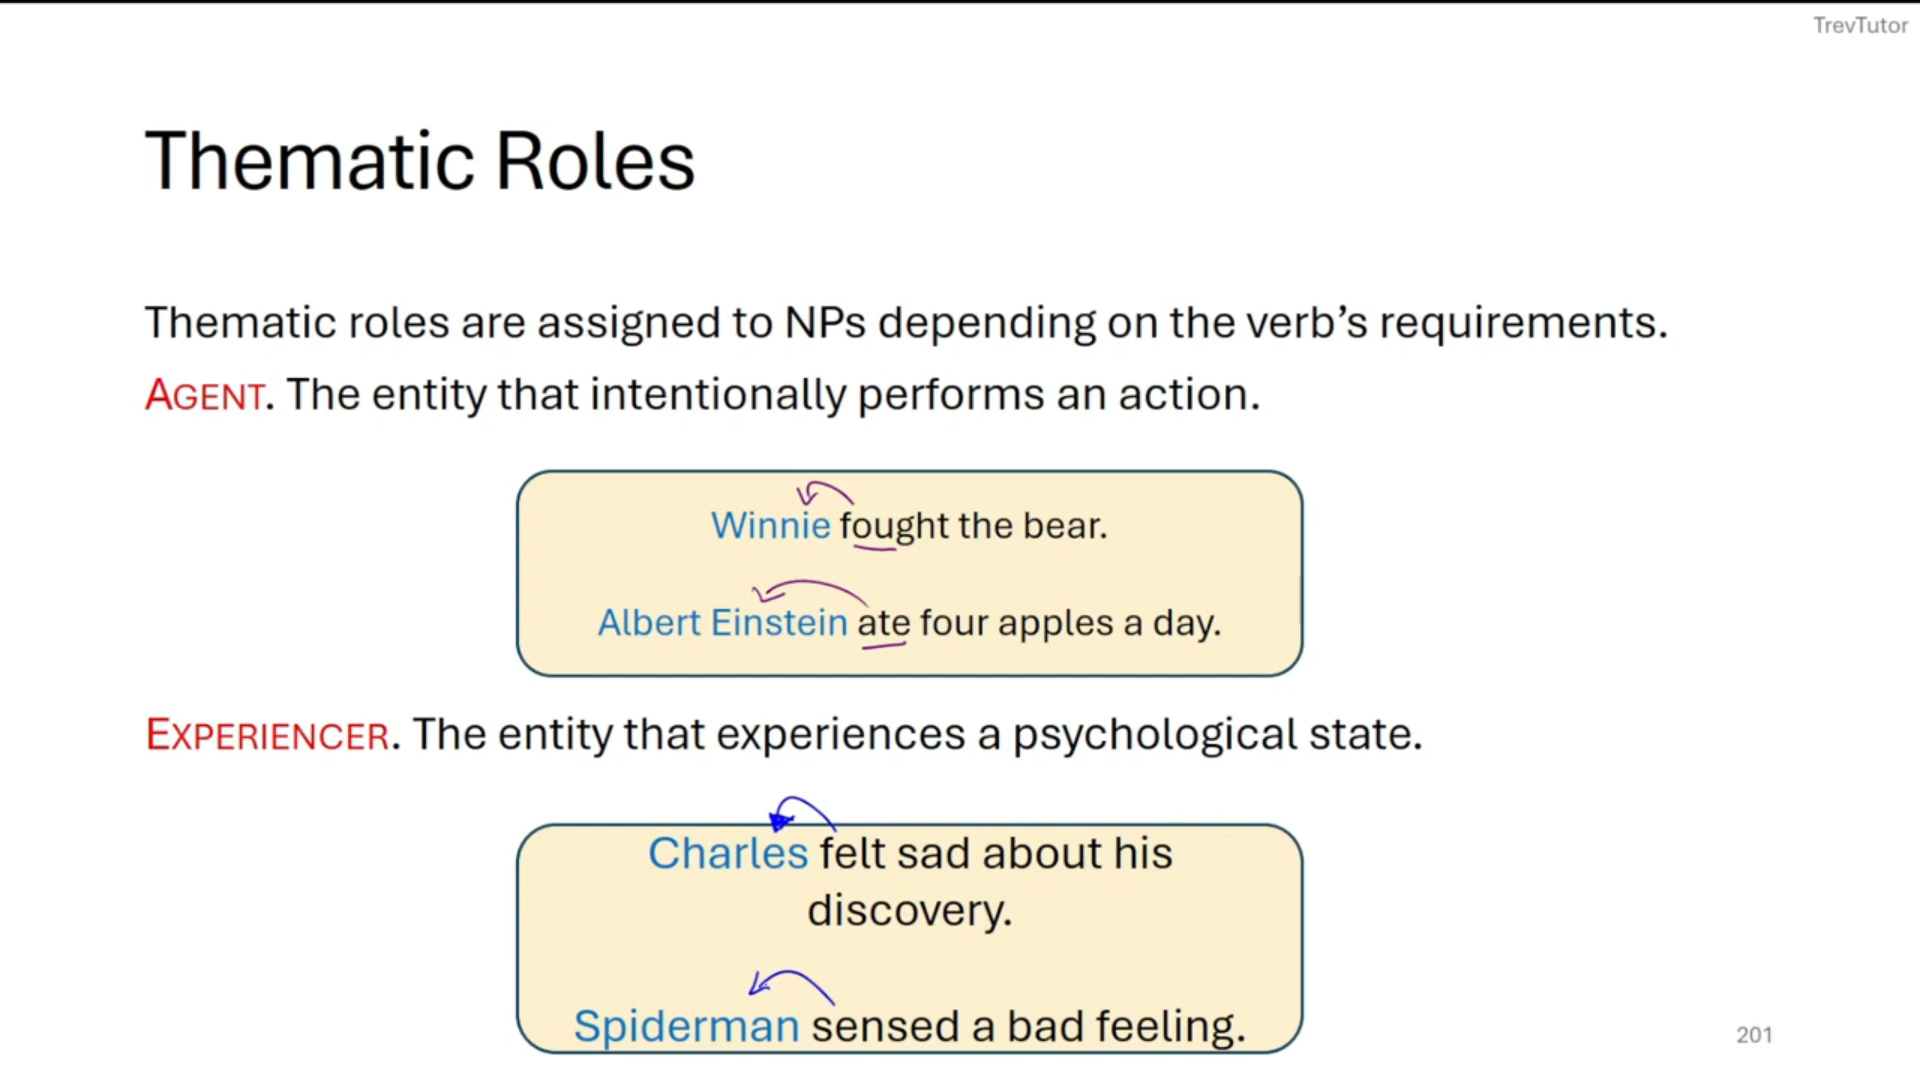 TrevTutor
Thematic Roles
Thematic roles are assigned to NPs depending on the verb’s requirements.
AGENT. The entity that intentionally performs an action.
Winnie fought the bear.
Albert Einstein ate four apples a day.
EXPERIENCER. The entity that experiences a psychological state.
Charles felt sad about his
discovery.
Spiderman sensed a bad feeling.
201